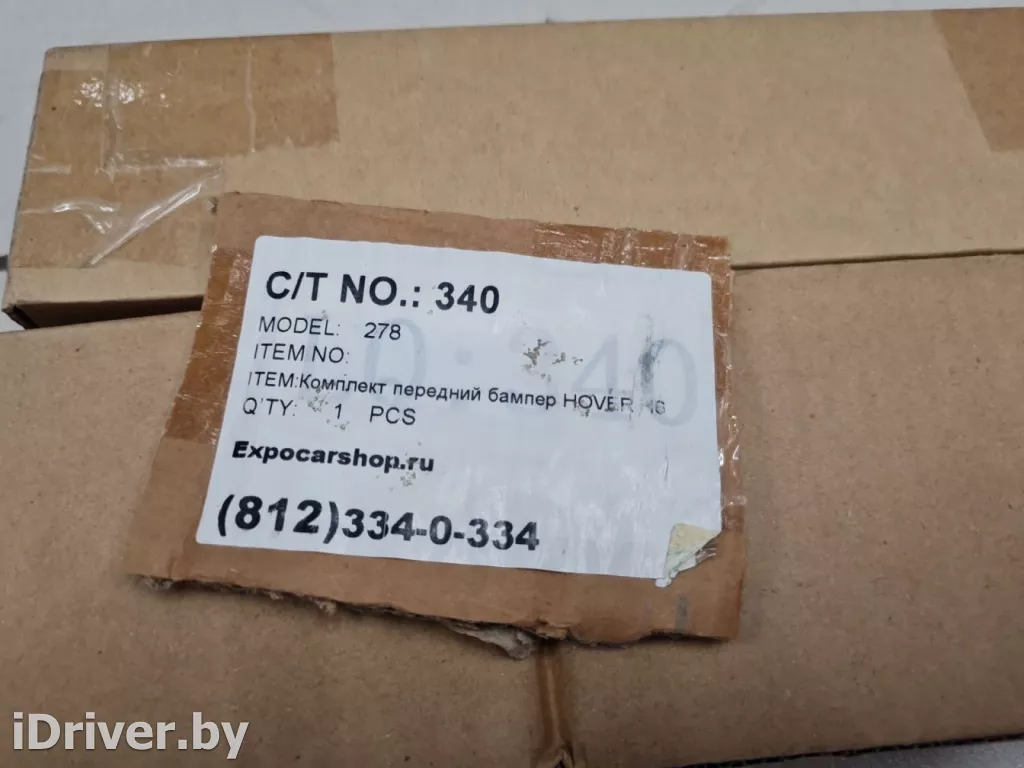 C/T NO.: 340
MODEL: 278
ITEM NO:
ITEM:Комплект передний бампер HOVER
Q'TY: 1 PCS
Expocarshop.ru
(812)334-0-334
iDriver.by